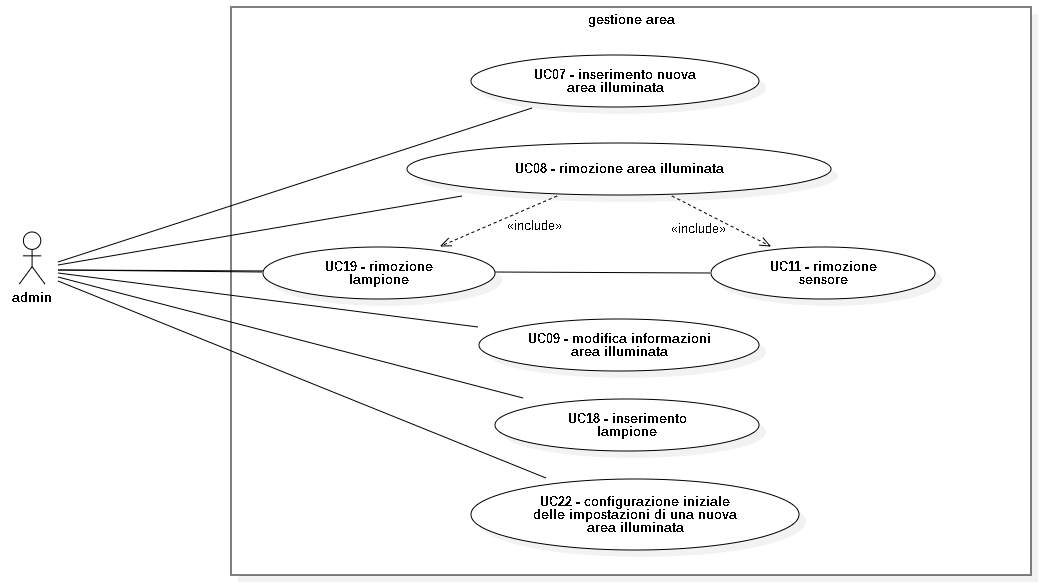 gestione area
UC07 - inserimento nuova
area illuminata
UC08 - rimozione area illuminata
«include»
«include»
UC19 - rimozione
lampione
UC11 - rimozione
sensore
admin
UC09 - modifica informazioni
area illuminata
UC18 - inserimento
lampione
UC22 - configurazione iniziale
delle impostazioni di una nuova
area illuminata